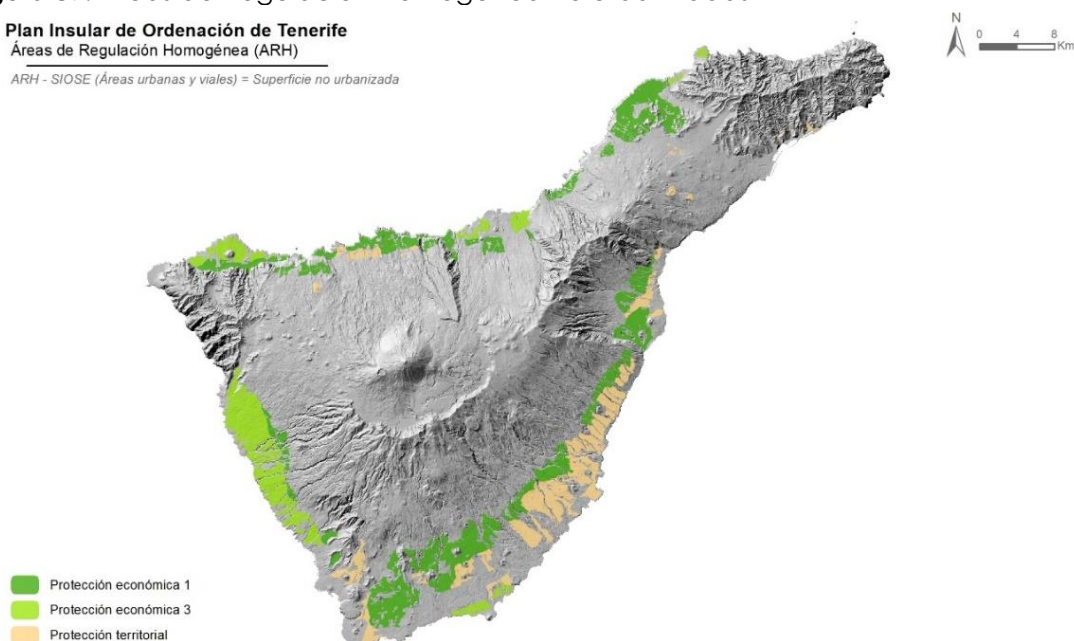 Plan Insular de Ordenación de Tenerife
Áreas de Regulación Homogénea (ARH)
ARH - SIOSE (Áreas urbanas y viales) = Superficie no urbanizada
N
0 4 8
Km
Protección económica 1
Protección económica 3
Protección territorial